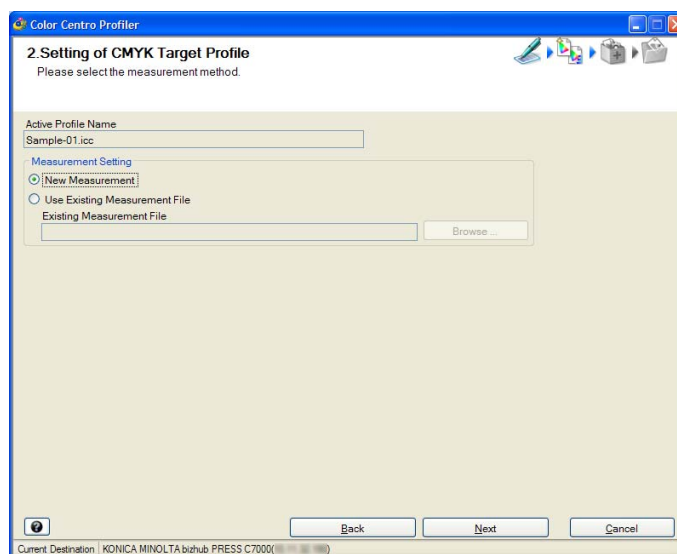 Color Centro Profiler
2.Setting of CMYK Target Profile
Please select the measurement method.
Active Profile Name
Sample-01.icc
Measurement Setting
New Measurement
Use Existing Measurement File
Existing Measurement File
Browse ...
Back
Next
Cancel
Current Destination KONICA MINOLTA bizhub PRESS C7000(